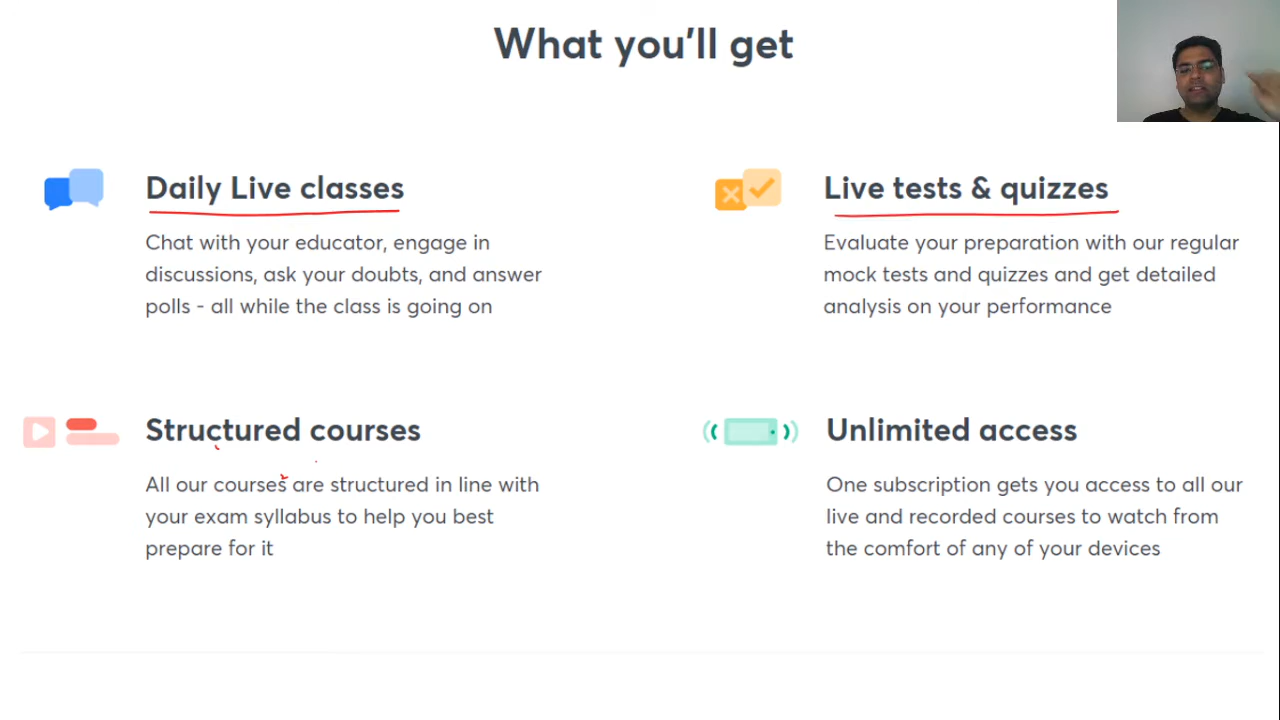 What you'll get
Daily Live classes
Chat with your educator, engage in
discussions, ask your doubts, and answer
polls - all while the class is going on
Live tests & quizzes
Evaluate your preparation with our regular
mock tests and quizzes and get detailed
analysis on your performance
Structured courses
All our courses are structured in line with
your exam syllabus to help you best
prepare for it
Unlimited access
One subscription gets you access to all our
live and recorded courses to watch from
the comfort of any of your devices